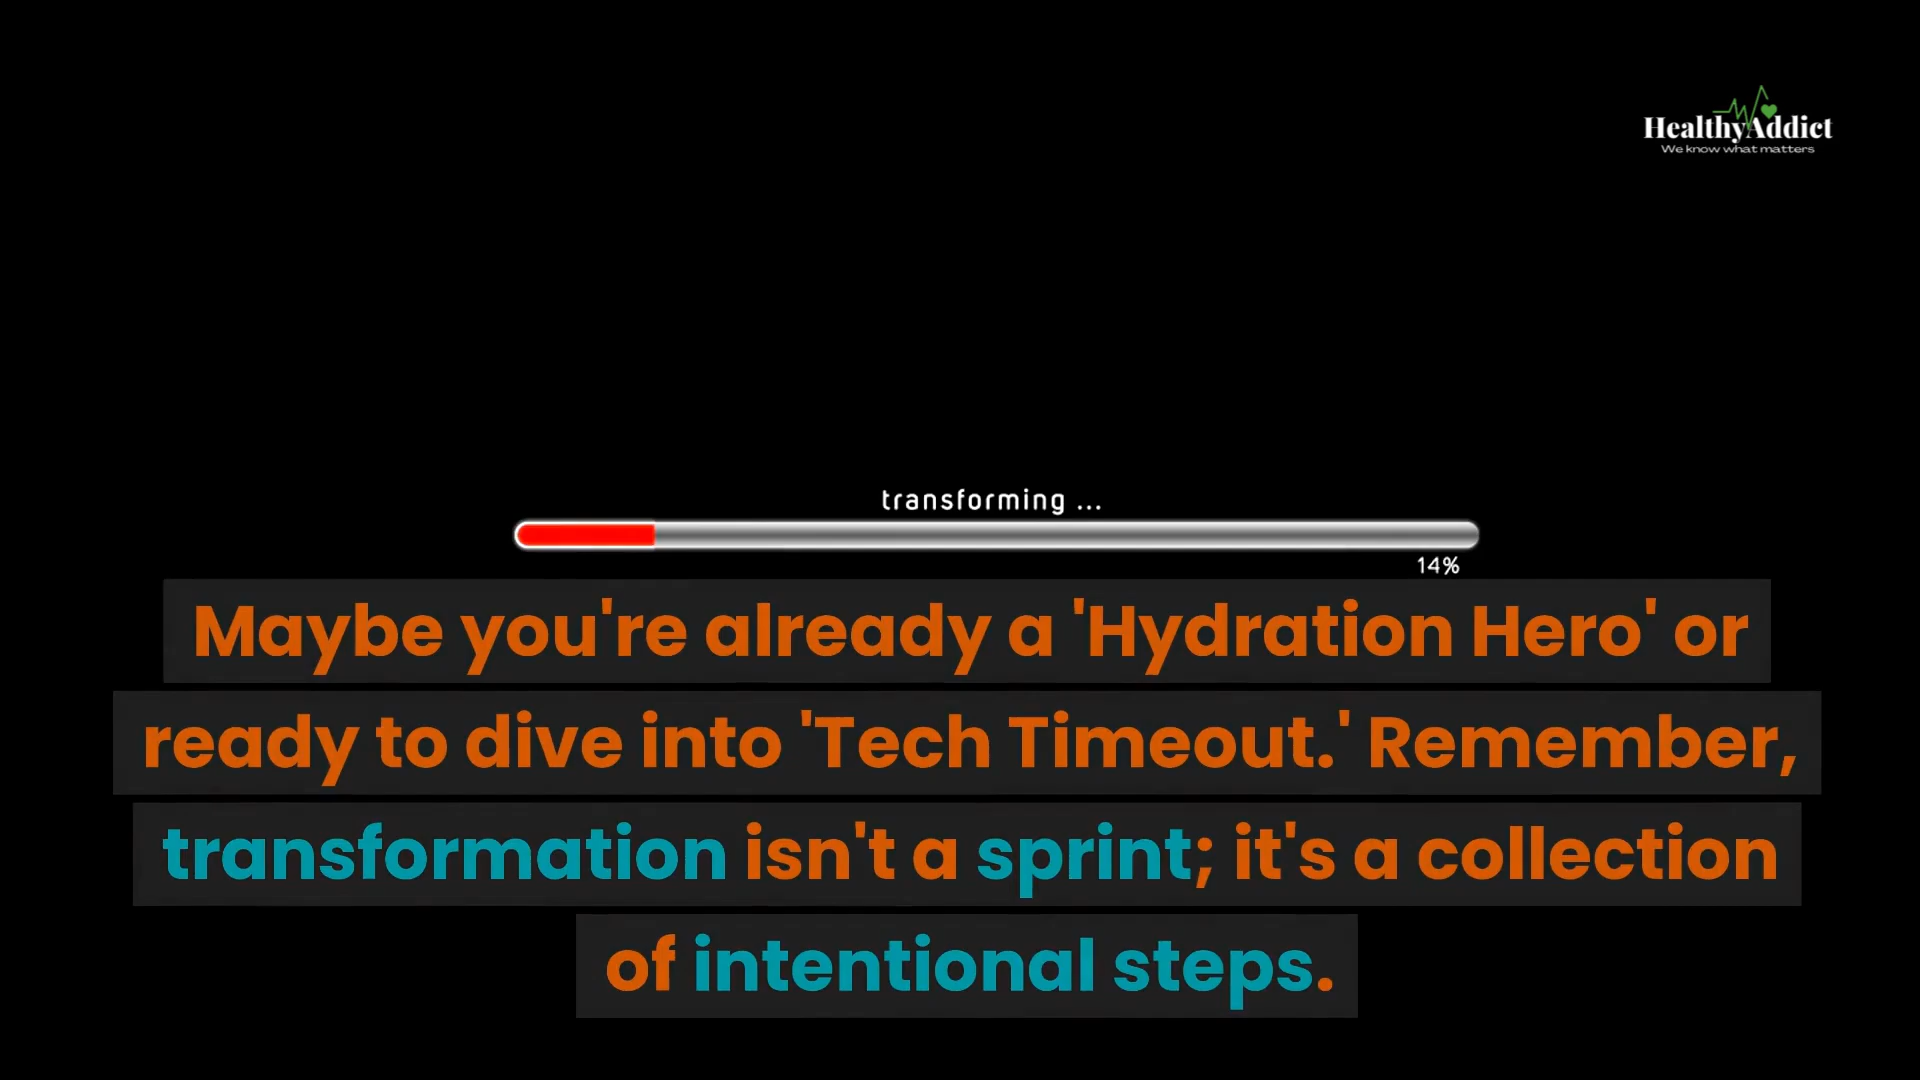 HealthyAddict
We know what matters
transforming ...
14%
Maybe you're already a 'Hydration Hero' or
ready to dive into 'Tech Timeout.' Remember,
transformation isn't a sprint; it's a collection
of intentional steps.